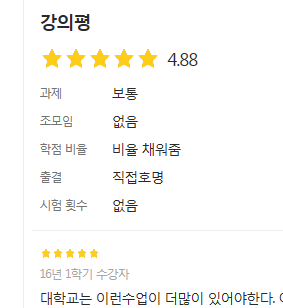 강의평
4.88
과제 보통
조모임 없음
학점 비율 비율 채워줌
출결 직접호명
시험 횟수 없음
16년 1학기 수강자
대학교는 이런수업이 더많이 있어야한다.